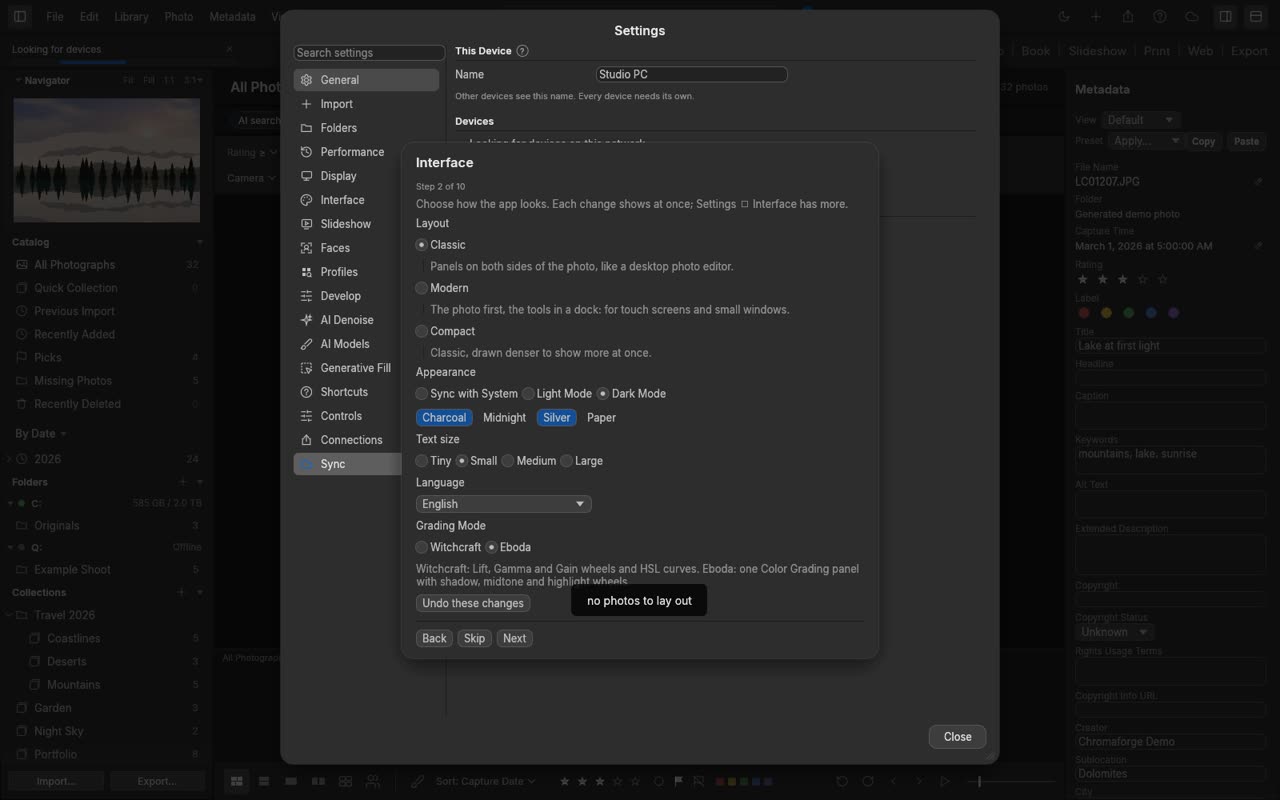 File Edit Library Photo Metadata
Settings
Looking for devices
Book Slideshow Print Web Export
Search settings
This Device
General
Import
Folders
Performance
Display
Interface
Slideshow
Faces
Profiles
Develop
AI Denoise
AI Models
Generative Fill
Shortcuts
Controls
Connections
Sync
Name
Studio PC
Other devices see this name. Every device needs its own.
Devices
Close
Interface
Step 2 of 10
Choose how the app looks. Each change shows at once; Settings □ Interface has more.
Layout
Classic
Panels on both sides of the photo, like a desktop photo editor.
Modern
The photo first, the tools in a dock: for touch screens and small windows.
Compact
Classic, drawn denser to show more at once.
Appearance
Sync with System Light Mode Dark Mode
Charcoal Midnight Silver Paper
Text size
Tiny Small Medium Large
Language
English
Grading Mode
Witchcraft Eboda
Witchcraft: Lift, Gamma and Gain wheels and HSL curves. Eboda: one Color Grading panel
with shadow, midtone and highlight wheels.
Undo these changes
no photos to lay out
Back Skip Next
Navigator Fit Fill 1:1 3:1
Catalog
All Photographs 32
Quick Collection 0
Previous Import
Recently Added
Picks 4
Missing Photos 5
Recently Deleted 0
By Date
2026 24
Folders
C: 585 GB / 2.0 TB
Originals 3
Q: Offline
Example Shoot 5
Collections
Travel 2026
Coastlines 5
Deserts 3
Mountains 5
Garden 3
Night Sky 3
Portfolio 8
Import... Export...
AI search
Rating ≥
Camera
Sort: Capture Date
Metadata
View Default
Preset Apply... Copy Paste
File Name
LC01207.JPG
Folder
Generated demo photo
Capture Time
March 1, 2026 at 5:00:00 AM
Rating
Label
Title
Lake at first light
Headline
Caption
Keywords
mountains, lake, sunrise
Alt Text
Extended Description
Copyright
Copyright Status
Unknown
Rights Usage Terms
Copyright Info URL
Creator
Chromaforge Demo
Sublocation
Dolomites
City